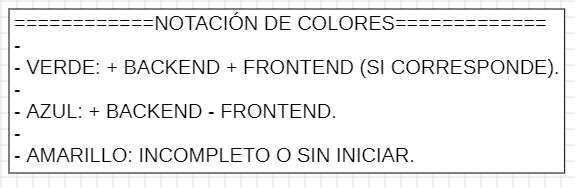 ============NOTACIÓN DE COLORES=============
-
- VERDE: + BACKEND + FRONTEND (SI CORRESPONDE).
-
- AZUL: + BACKEND - FRONTEND.
-
- AMARILLO: INCOMPLETO O SIN INICIAR.